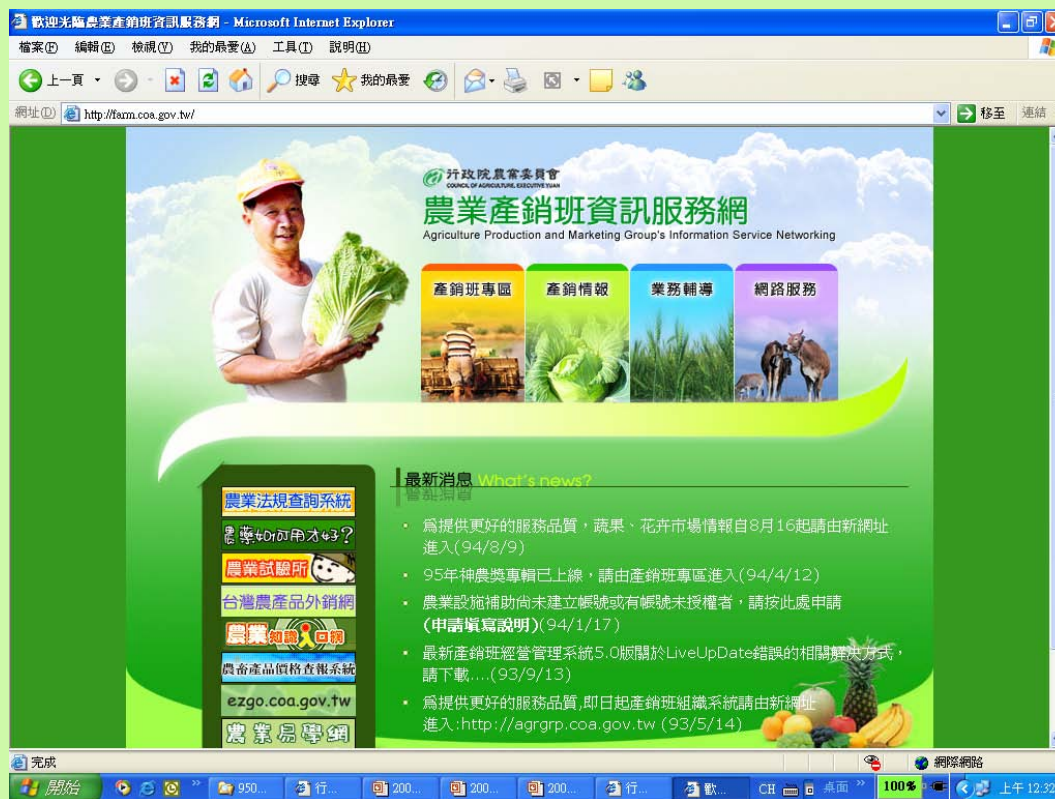 歡迎光臨農業產銷班資訊服務網 - Microsoft Internet Explorer
檔案(F) 編輯(E) 檢視(V) 我的最愛(A) 工具(T) 說明(H)
上一頁 搜尋 我的最愛
網址(D) http://farm.coa.gov.tw/ 移至 連結
行政院農業委員會
COUNCIL OF AGRICULTURE, EXECUTIVE YUAN
農業產銷班資訊服務網
Agriculture Production and Marketing Group's Information Service Networking
產銷班專區 產銷情報 業務輔導 網路服務
農業法規查詢系統
農藥如何用才好?
農業試驗所
台灣農產品外銷網
農業知識入口網
農畜產品價格查報系統
ezgo.coa.gov.tw
農業易學網
最新消息 What's news?
為提供更好的服務品質,蔬果、花卉市場情報自8月16起請由新網址
進入(94/8/9)
95年神農獎專輯已上線,請由產銷班專區進入(94/4/12)
農業設施補助尚未建立帳號或有帳號未授權者,請按此處申請
(申請填寫說明)(94/1/17)
最新產銷班經營管理系統5.0版關於LiveUpDate錯誤的相關解決方式,
請下載....(93/9/13)
為提供更好的服務品質,即日起產銷班組織系統請由新網址
進入:http://agrgrp.coa.gov.tw (93/5/14)
完成 網際網路
開始 950... 行... 200... 200... 200... 行... 歡... CH 桌面 100% 上午 12:32